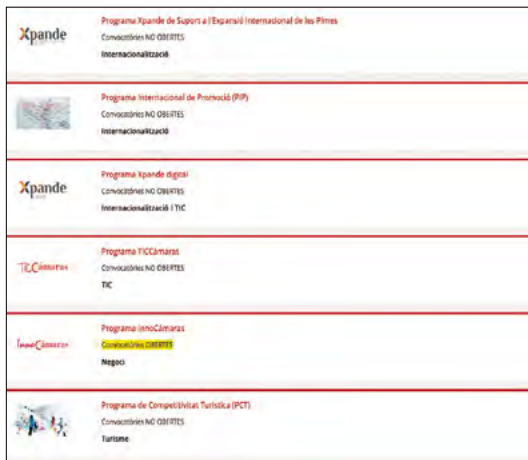 Xpande
Programa Xpande de Suport a l'Expansió Internacional de les Pimes
Convocatòries NO OBERTES
Internacionalització
Programa Internacional de Promoció (PIP)
Convocatòries NO OBERTES
Internacionalització
Xpande
Programa Xpande digital
Convocatòries NO OBERTES
Internacionalització i TIC
TICCámaras
Programa TICCámaras
Convocatòries NO OBERTES
TIC
InnoCámaras
Programa InnoCámaras
Convocatòries OBERTES
Negoci
Programa de Competitivitat Turística (PCT)
Convocatòries NO OBERTES
Turisme